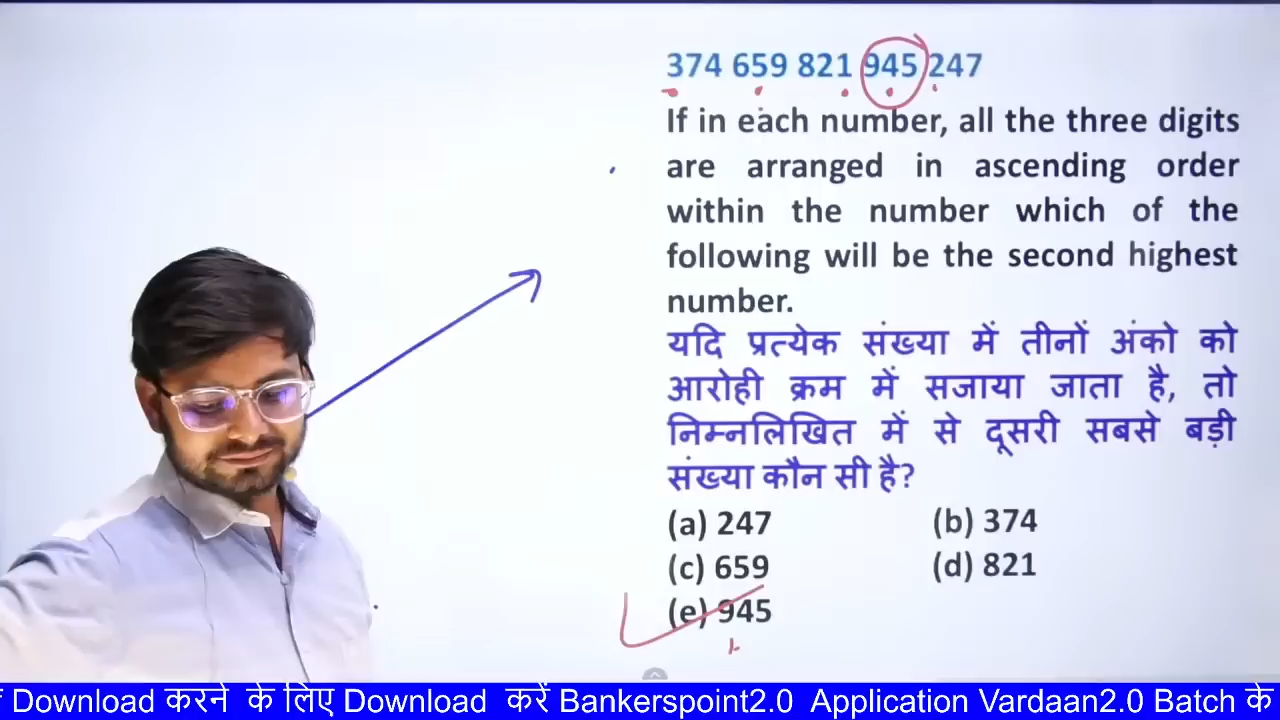 374 659 821 945 247
If in each number, all the three digits
are arranged in ascending order
within the number which of the
following will be the second highest
number.
यदि प्रत्येक संख्या में तीनों अंको को
आरोही क्रम में सजाया जाता है, तो
निम्नलिखित में से दूसरी सबसे बड़ी
संख्या कौन सी है?
(a) 247 (b) 374
(c) 659 (d) 821
(e) 945
Download करने के लिए Download करें Bankerspoint2.0 Application Vardaan2.0 Batch के